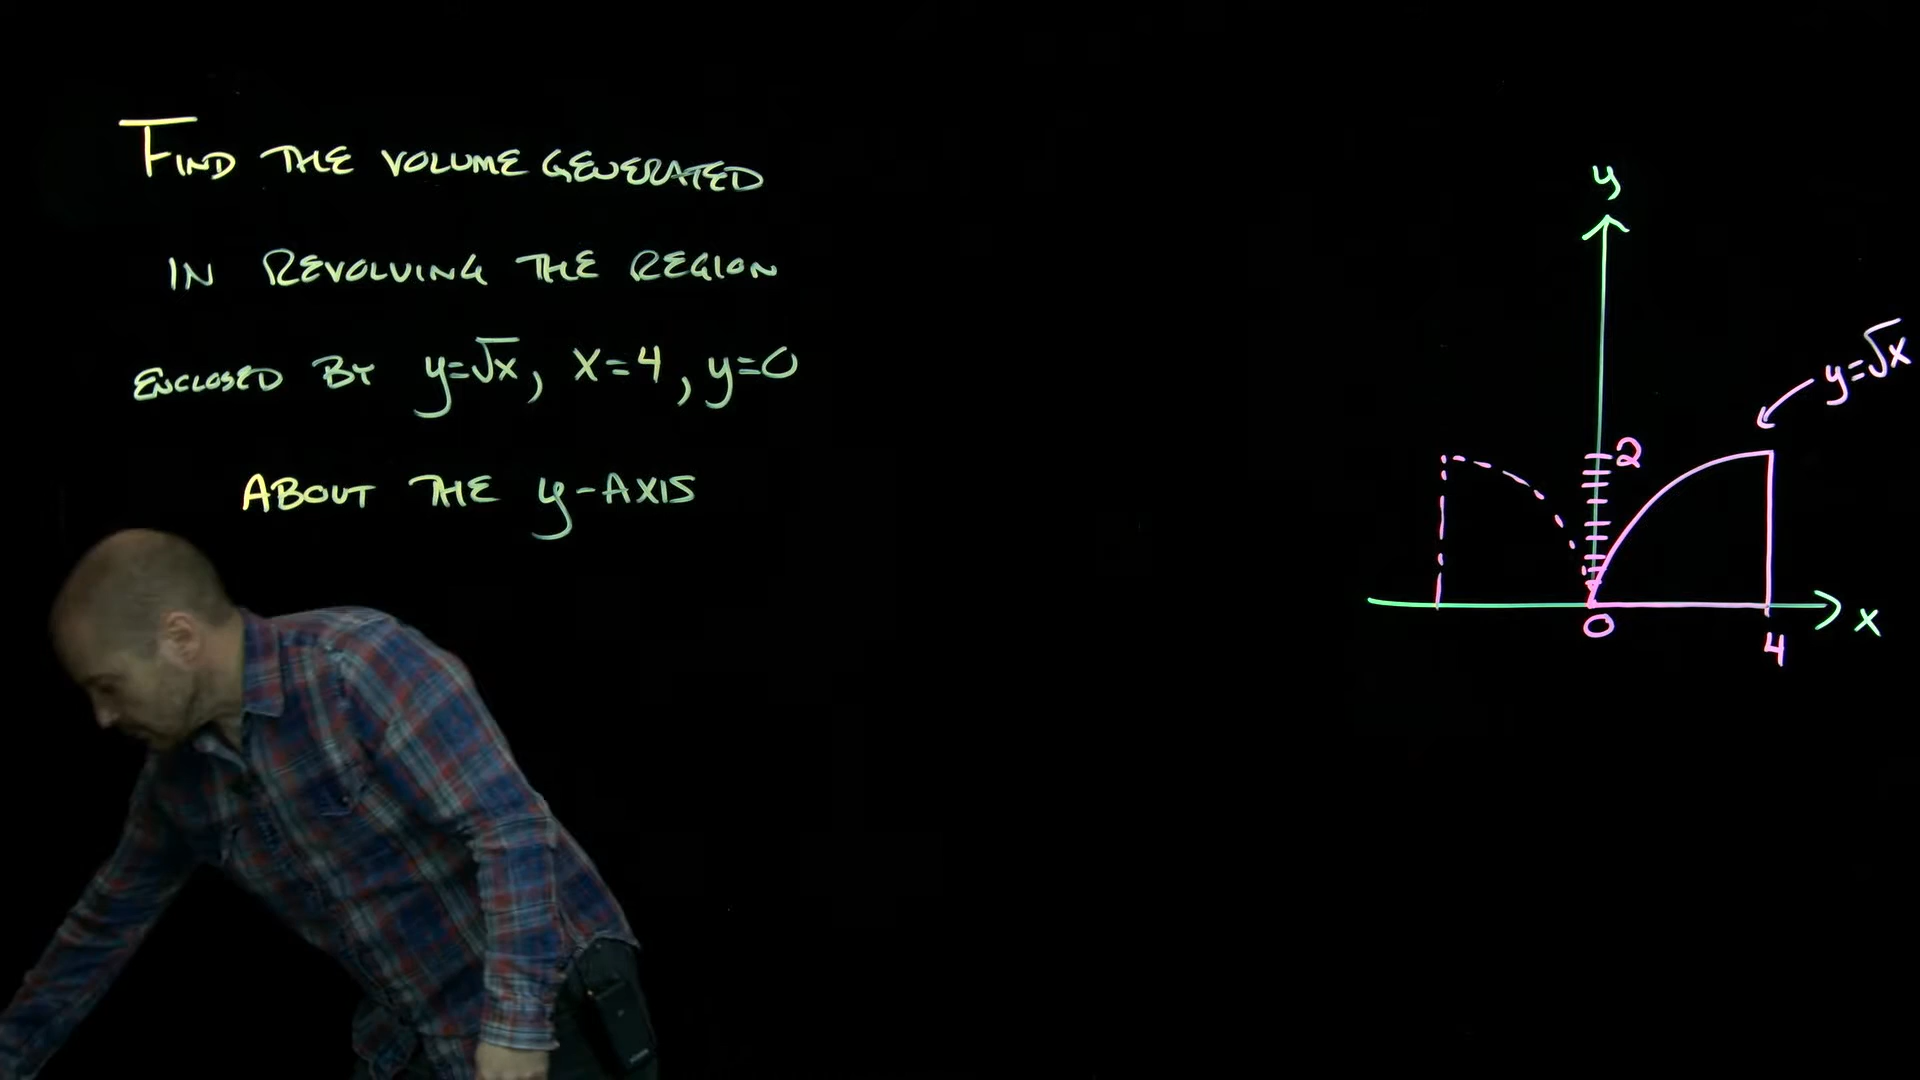 FIND THE VOLUME GENERATED
IN REVOLVING THE REGION
ENCLOSED BY y=√x, x=4, y=0
ABOUT THE y-AXIS
y
y=√x
2
0
4
x